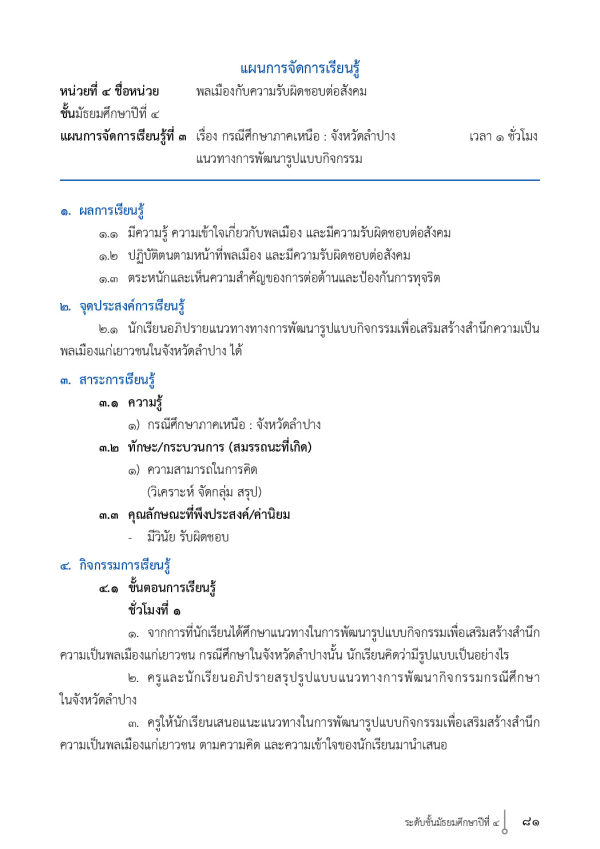 แผนการจัดการเรียนรู้
หน่วยที่ ๔ ชื่อหน่วย พลเมืองกับความรับผิดชอบต่อสังคม
ชั้นมัธยมศึกษาปีที่ ๔
แผนการจัดการเรียนรู้ที่ ๓ เรื่อง กรณีศึกษาภาคเหนือ : จังหวัดลำปาง เวลา ๑ ชั่วโมง
แนวทางการพัฒนารูปแบบกิจกรรม
๑. ผลการเรียนรู้
๑.๑ มีความรู้ ความเข้าใจเกี่ยวกับพลเมือง และมีความรับผิดชอบต่อสังคม
๑.๒ ปฏิบัติตนตามหน้าที่พลเมือง และมีความรับผิดชอบต่อสังคม
๑.๓ ตระหนักและเห็นความสำคัญของการต่อต้านและป้องกันการทุจริต
๒. จุดประสงค์การเรียนรู้
๒.๑ นักเรียนอภิปรายแนวทางทางการพัฒนารูปแบบกิจกรรมเพื่อเสริมสร้างสำนึกความเป็น
พลเมืองแก่เยาวชนในจังหวัดลำปาง ได้
๓. สาระการเรียนรู้
๓.๑ ความรู้
๑) กรณีศึกษาภาคเหนือ : จังหวัดลำปาง
๓.๒ ทักษะ/กระบวนการ (สมรรถนะที่เกิด)
๑) ความสามารถในการคิด
(วิเคราะห์ จัดกลุ่ม สรุป)
๓.๓ คุณลักษณะที่พึงประสงค์/ค่านิยม
- มีวินัย รับผิดชอบ
๔. กิจกรรมการเรียนรู้
๔.๑ ขั้นตอนการเรียนรู้
ชั่วโมงที่ ๑
๑. จากการที่นักเรียนได้ศึกษาแนวทางในการพัฒนารูปแบบกิจกรรมเพื่อเสริมสร้างสำนึก
ความเป็นพลเมืองแก่เยาวชน กรณีศึกษาในจังหวัดลำปางนั้น นักเรียนคิดว่ามีรูปแบบเป็นอย่างไร
๒. ครูและนักเรียนอภิปรายสรุปรูปแบบแนวทางการพัฒนากิจกรรมกรณีศึกษา
ในจังหวัดลำปาง
๓. ครูให้นักเรียนเสนอแนะแนวทางในการพัฒนารูปแบบกิจกรรมเพื่อเสริมสร้างสำนึก
ความเป็นพลเมืองแก่เยาวชน ตามความคิด และความเข้าใจของนักเรียนมานำเสนอ
ระดับชั้นมัธยมศึกษาปีที่ ๔ ๘๑